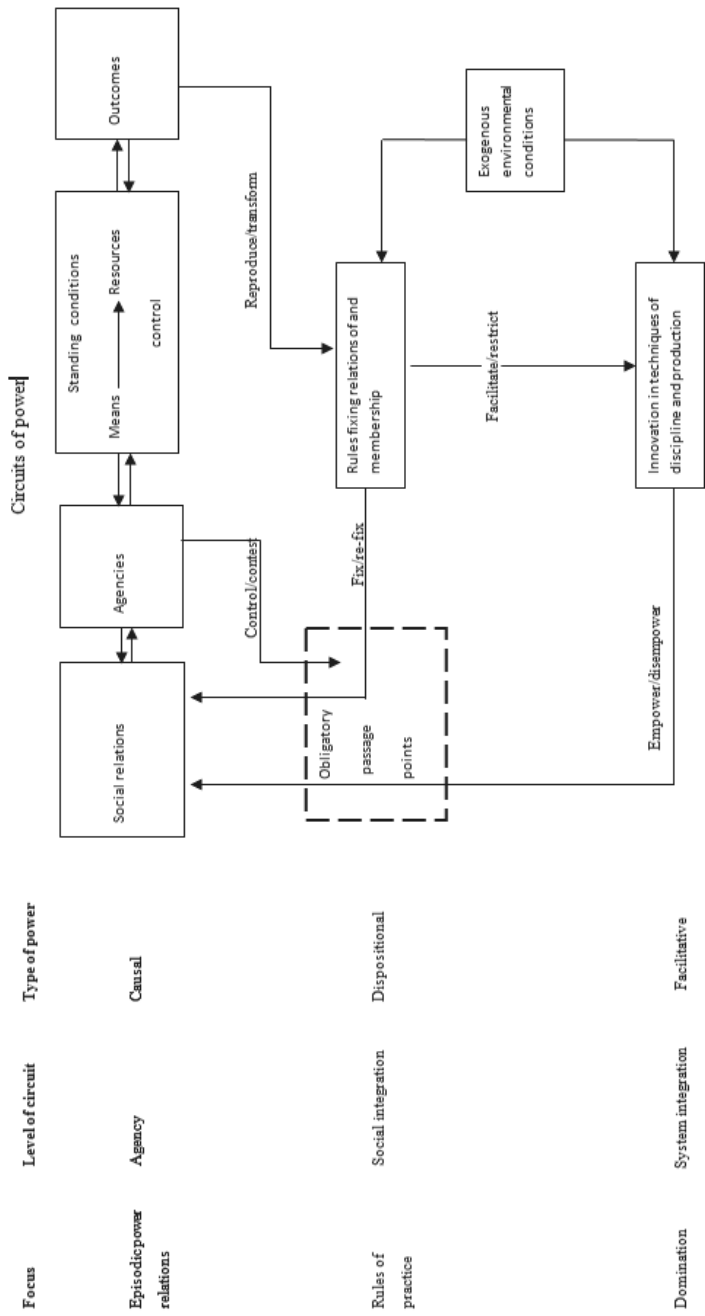 Circuits of power
Focus
Level of circuit
Type of power
Episodic power
relations
Agency
Causal
Social relations
Agencies
Standing conditions
Means
Resources
control
Outcomes
Control/contest
Reproduce/transform
Rules of
practice
Social integration
Dispositional
Obligatory
passage
points
Fix/re-fix
Rules fixing relations of and
membership
Exogenous
environmental
conditions
Facilitate/restrict
Empower/disempower
Domination
System integration
Facilitative
Innovation in techniques of
discipline and production